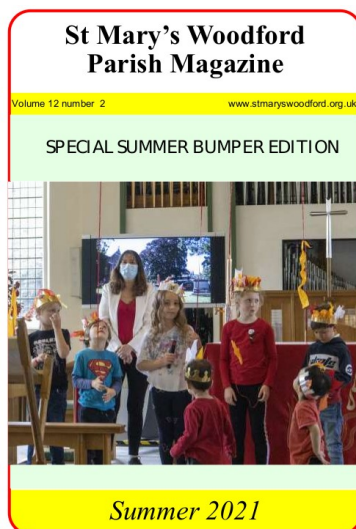 St Mary’s Woodford
Parish Magazine
Volume 12 number 2 www.stmaryswoodford.org.uk
SPECIAL SUMMER BUMPER EDITION
Summer 2021